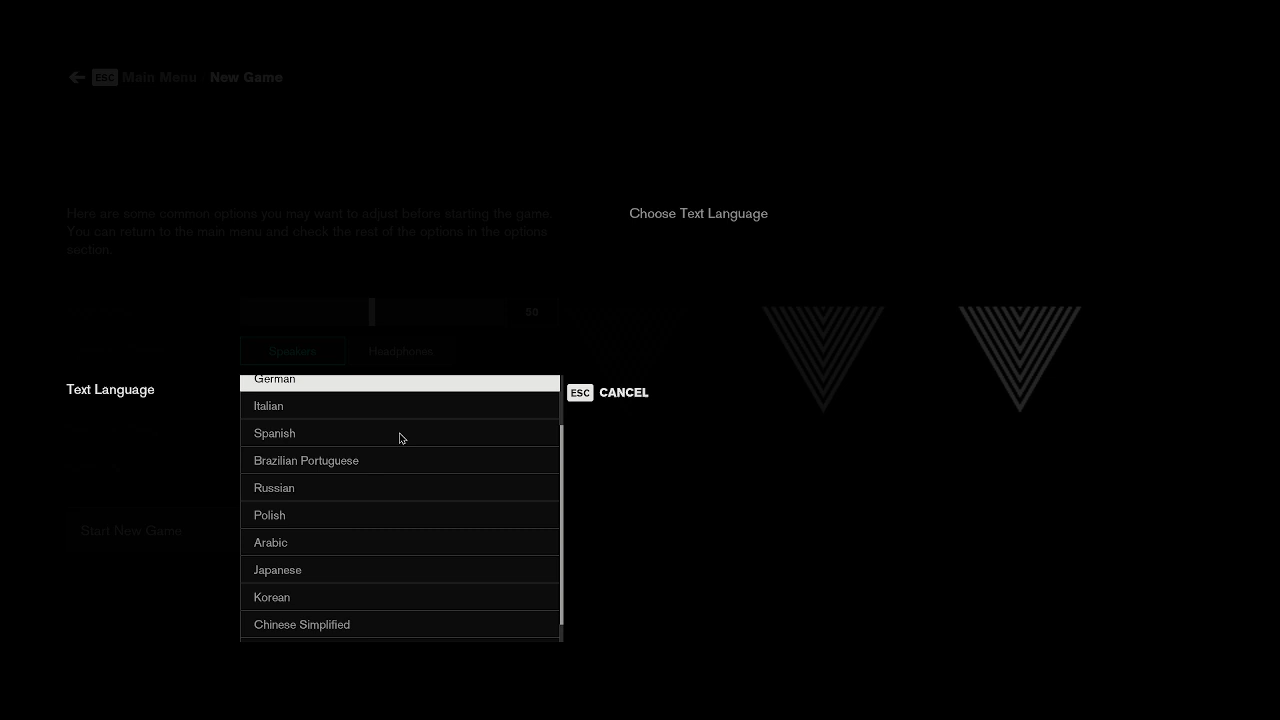 ESC Main Menu New Game
Here are some common options you may want to adjust before starting the game.
You can return to the main menu and check the rest of the options in the options
section.
Choose Text Language
50
Speakers Headphones
Text Language
German
ESC CANCEL
Italian
Spanish
Brazilian Portuguese
Russian
Polish
Start New Game
Arabic
Japanese
Korean
Chinese Simplified